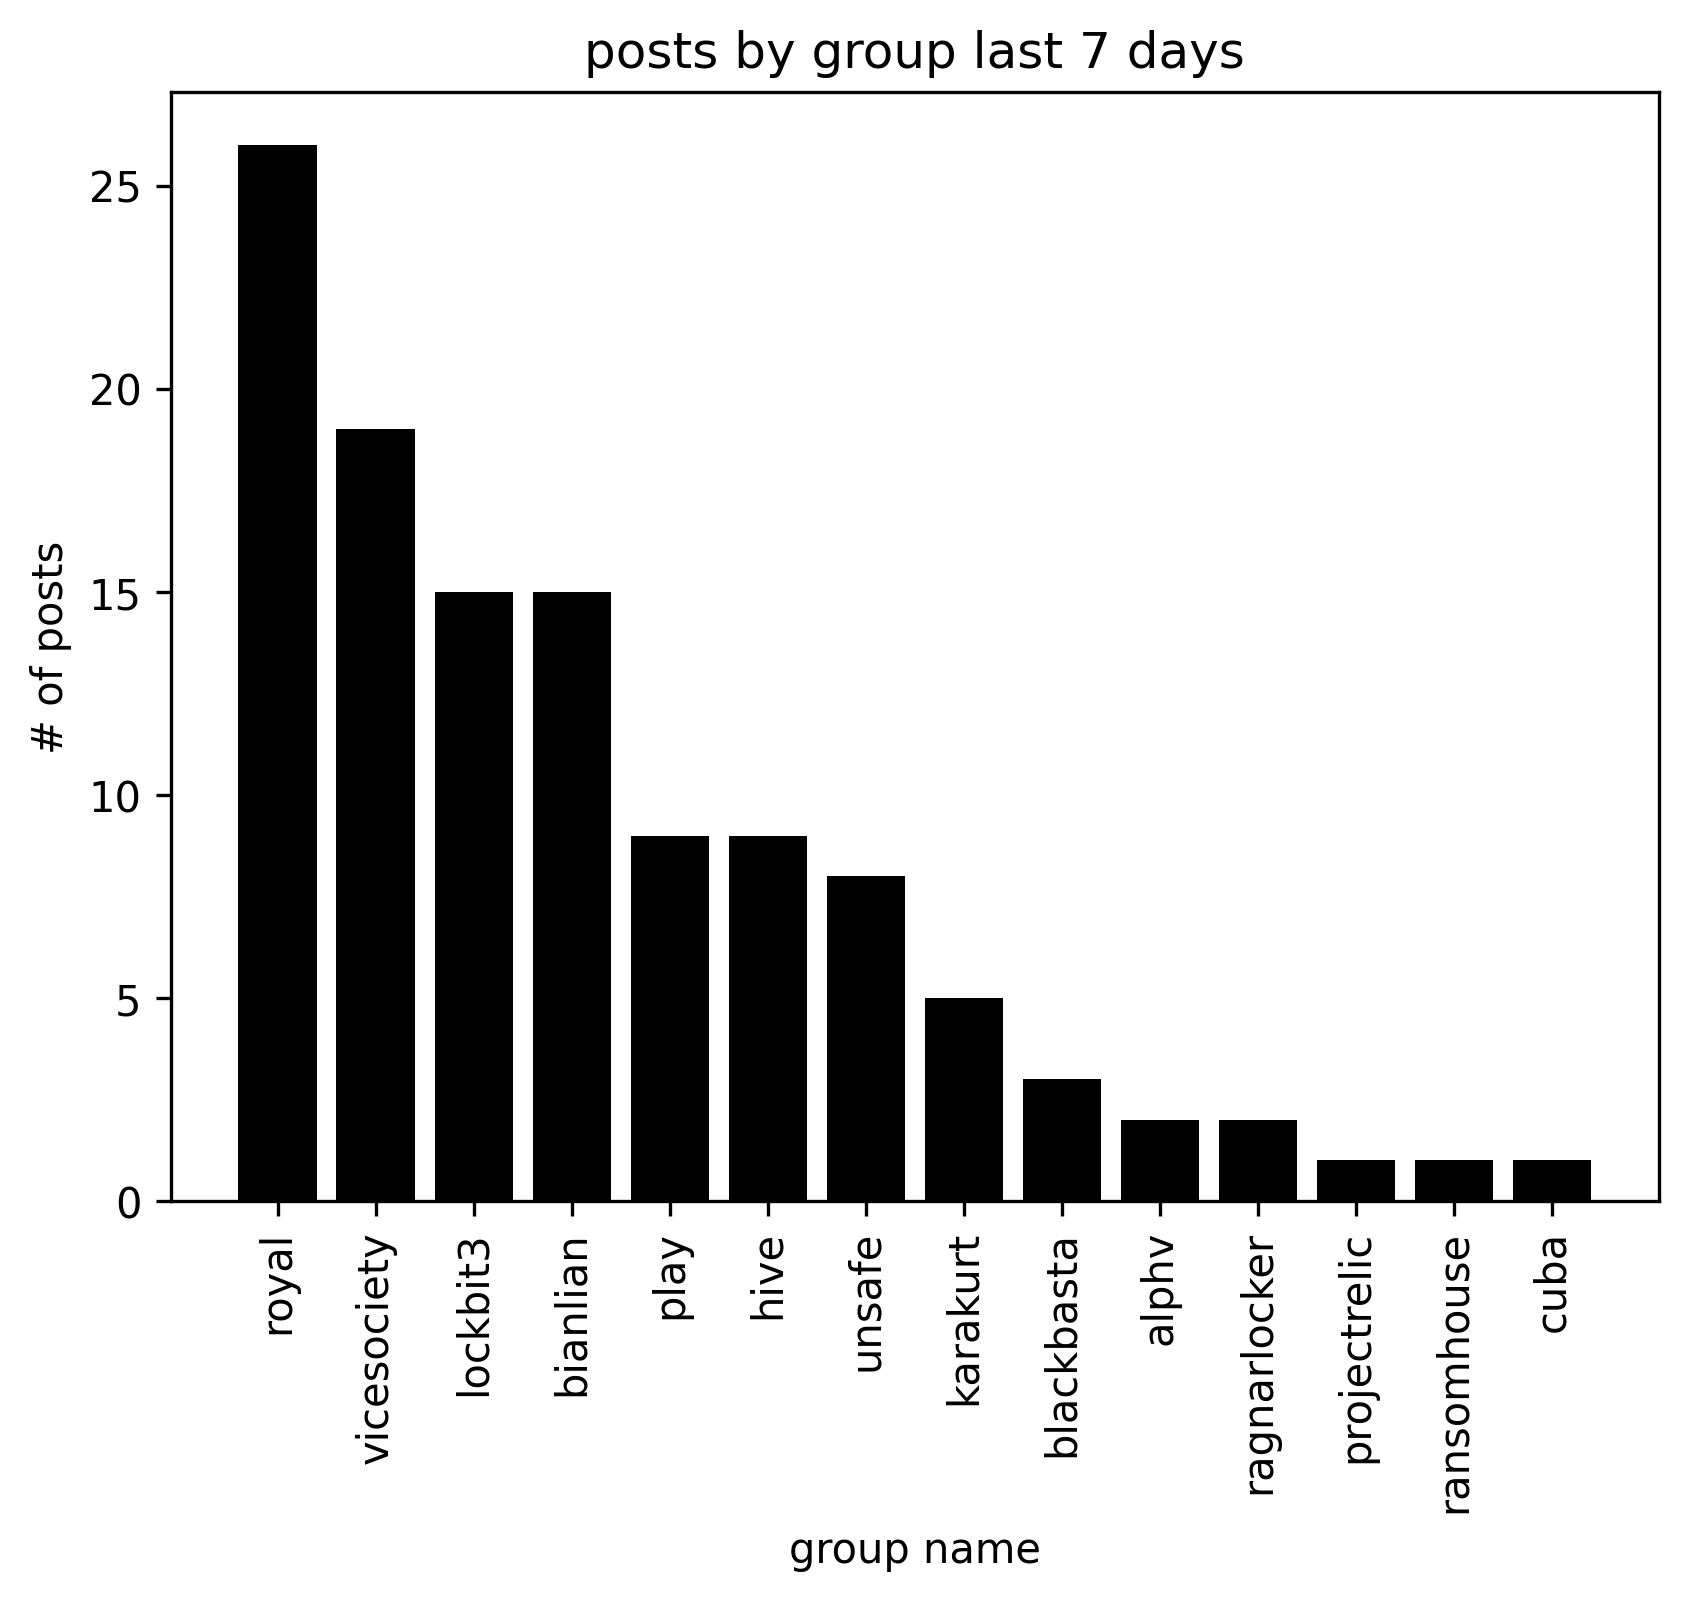 posts by group last 7 days
# of posts
25
20
15
10
5
0
royal
vicesociety
lockbit3
bianlian
play
hive
unsafe
karakurt
blackbasta
alphv
ragnarlocker
projectrelic
ransomhouse
cuba
group name